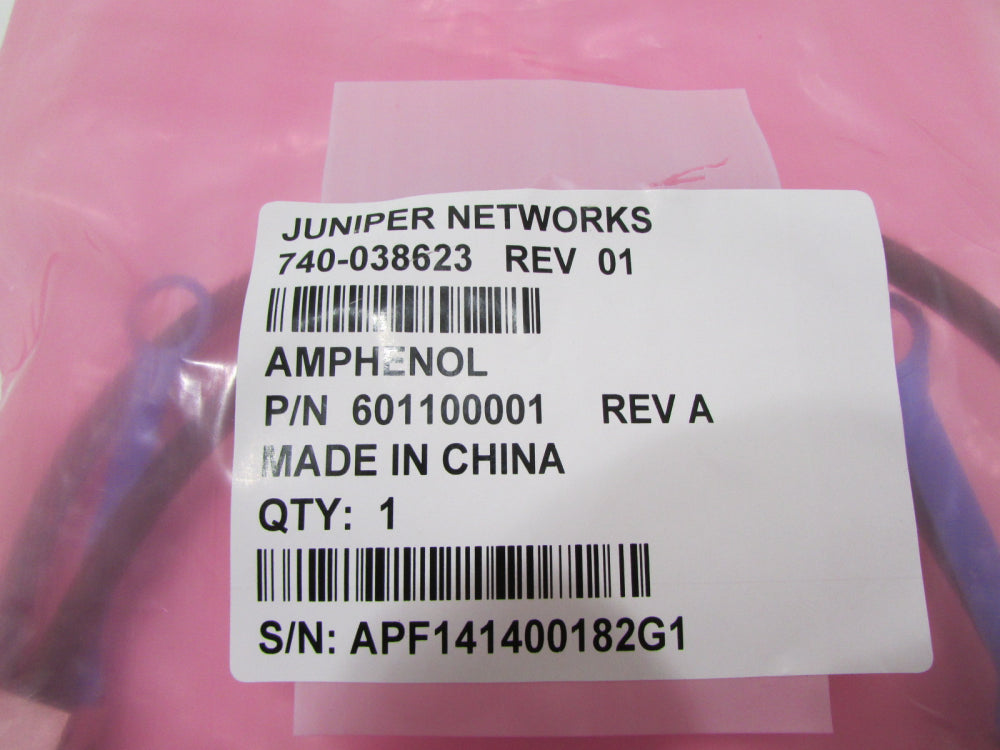 JUNIPER NETWORKS
740-038623 REV 01
AMPHENOL
P/N 601100001 REV A
MADE IN CHINA
QTY: 1
S/N: APF141400182G1